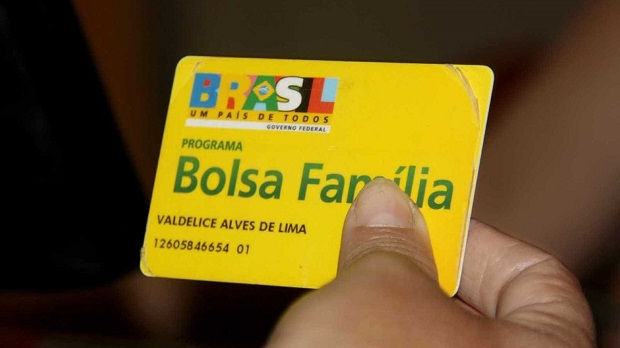 BRASIL
UM PAÍS DE TODOS
GOVERNO FEDERAL
PROGRAMA
Bolsa Família
VALDELICE ALVES DE LIMA
12605846654 01